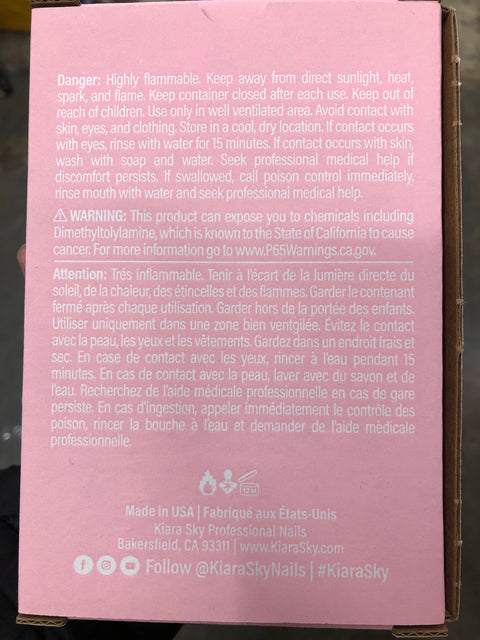 Danger: Highly flammable. Keep away from direct sunlight, heat,
spark, and flame. Keep container closed after each use. Keep out of
reach of children. Use only in well ventilated area. Avoid contact with
skin, eyes, and clothing. Store in a cool, dry location. If contact occurs
with eyes, rinse with water for 15 minutes. If contact occurs with skin,
wash with soap and water. Seek professional medical help if
discomfort persists. If swallowed, call poison control immediately,
rinse mouth with water and seek professional medical help.
⚠ WARNING: This product can expose you to chemicals including
Dimethyltolylamine, which is known to the State of California to cause
cancer. For more information go to www.P65Warnings.ca.gov.
Attention: Trés inflammable. Tenir à l'écart de la lumière directe du
soleil, de la chaleur, des étincelles et des flammes. Garder le contenant
fermé après chaque utilisation. Garder hors de la portée des enfants.
Utiliser uniquement dans une zone bien ventgilée. Évitez le contact
avec la peau, les yeux et les vêtements. Gardez dans un endroit frais et
sec. En case de contact avec les yeux, rincer à l'eau pendant 15
minutes. En cas de contact avec la peau, laver avec du savon et de
l'eau. Recherchez de l'aide médicale professionnelle en cas de gare
persiste. En cas d'ingestion, appeler immédiatement le contrôle des
poison, rincer la bouche à l'eau et demander de l'aide mèdicale
professionnelle.
12 M
Made in USA | Fabriqué aux États-Unis
Kiara Sky Professional Nails
Bakersfield, CA 93311 | www.KiaraSky.com
Follow @KiaraSkyNails | #KiaraSky